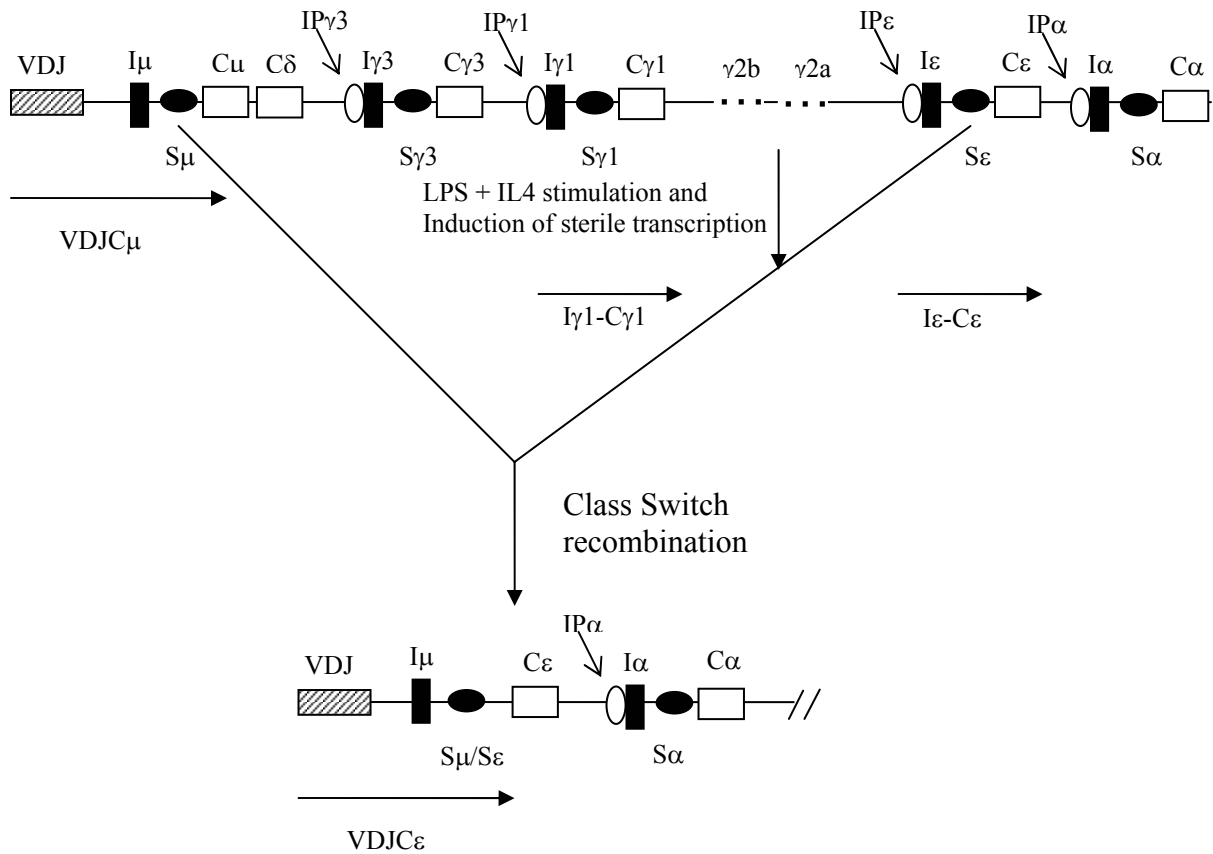 IPγ3 IPγ1 IPε IPα
VDJ Iμ Cμ Cδ Iγ3 Cγ3 Iγ1 Cγ1 γ2b γ2a Iε Cε Iα Cα
Sμ Sγ3 Sγ1 Sε Sα
LPS + IL4 stimulation and
Induction of sterile transcription
VDJCμ
Iγ1-Cγ1 Iε-Cε
Class Switch
recombination
IPα
VDJ Iμ Cε Iα Cα
Sμ/Sε Sα
VDJCε